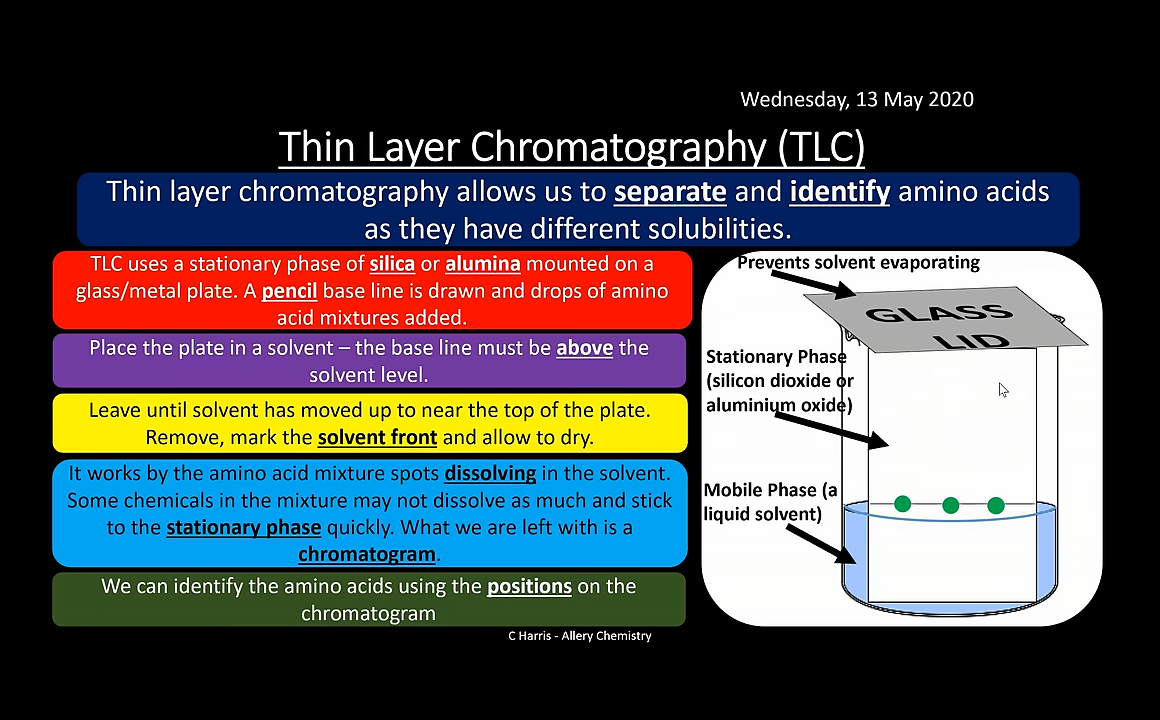 Wednesday, 13 May 2020
Thin Layer Chromatography (TLC)
Thin layer chromatography allows us to separate and identify amino acids
as they have different solubilities.
TLC uses a stationary phase of silica or alumina mounted on a
glass/metal plate. A pencil base line is drawn and drops of amino
acid mixtures added.
Place the plate in a solvent – the base line must be above the
solvent level.
Leave until solvent has moved up to near the top of the plate.
Remove, mark the solvent front and allow to dry.
It works by the amino acid mixture spots dissolving in the solvent.
Some chemicals in the mixture may not dissolve as much and stick
to the stationary phase quickly. What we are left with is a
chromatogram.
We can identify the amino acids using the positions on the
chromatogram
Prevents solvent evaporating
GLASS
LID
Stationary Phase
(silicon dioxide or
aluminium oxide)
Mobile Phase (a
liquid solvent)
C Harris - Allery Chemistry